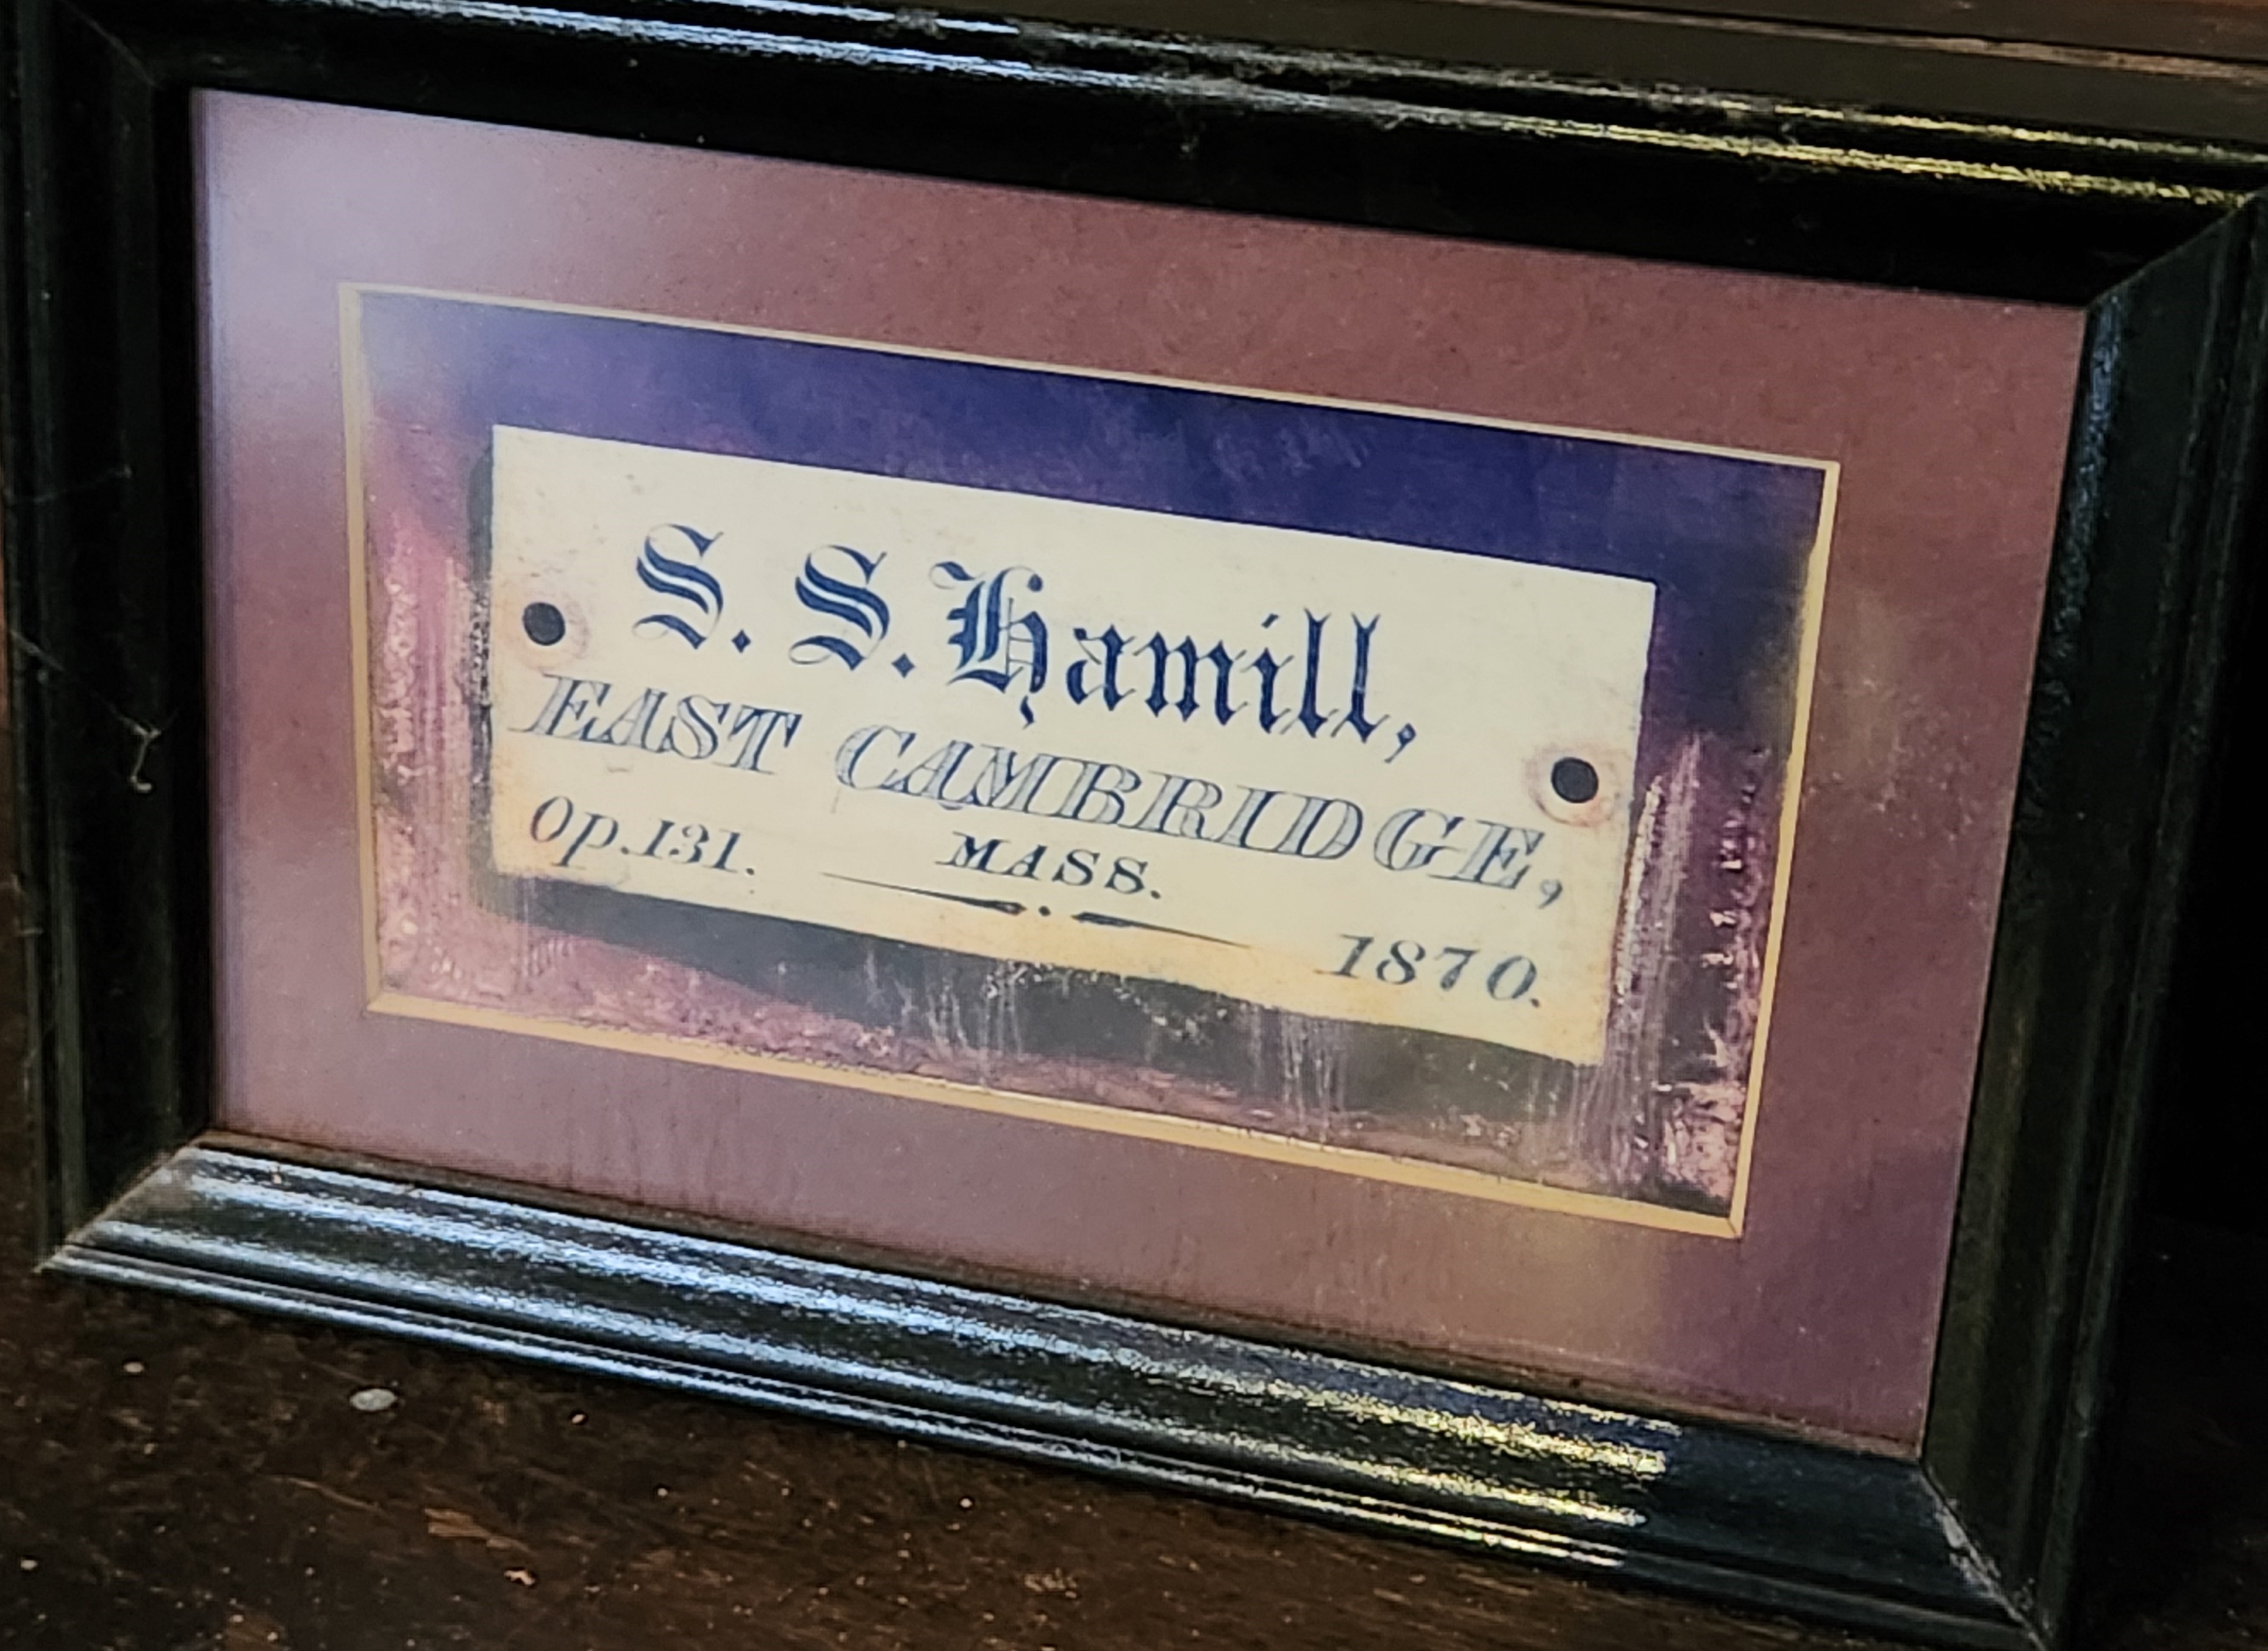 S. S. Hamill,
EAST CAMBRIDGE,
Op. 131. MASS.
1870.